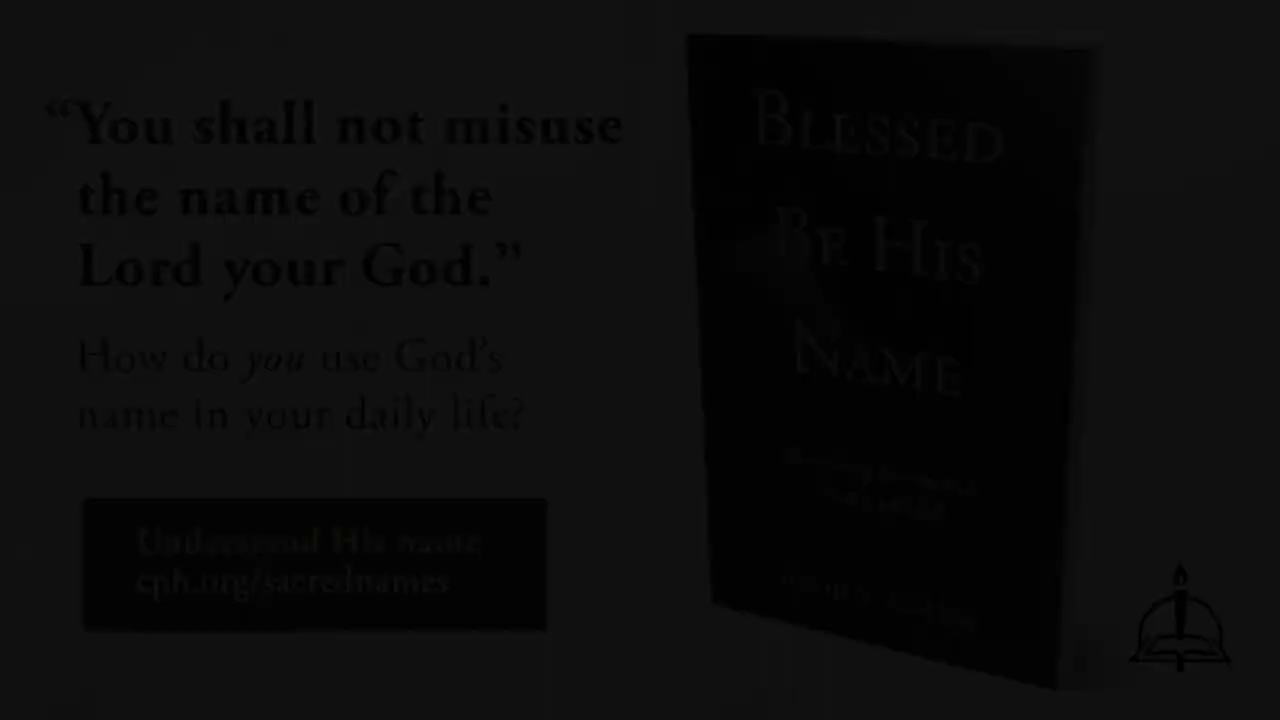 “You shall not misuse
the name of the
Lord your God.”
How do you use God’s
name in your daily life?
Understand His name
cph.org/sacrednames
BLESSED
BE HIS
NAME